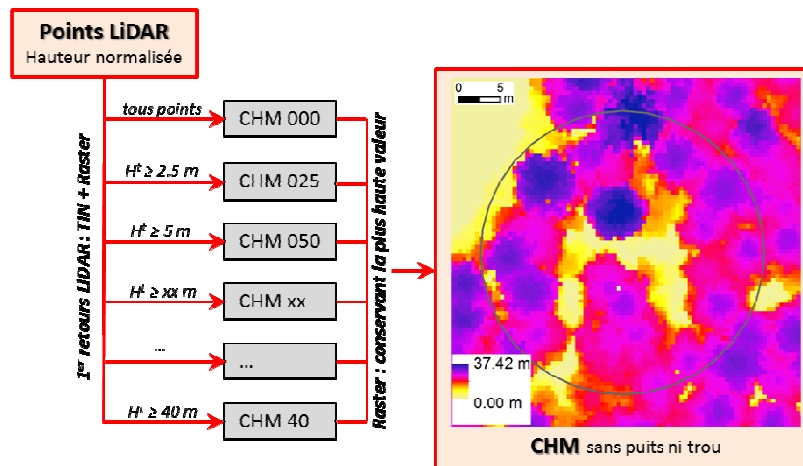 Points LiDAR
Hauteur normalisée
1er retours LiDAR : TIN + Raster
tous points
CHM 000
Ht ≥ 2.5 m
CHM 025
Ht ≥ 5 m
CHM 050
Ht ≥ xx m
CHM xx
...
...
Ht ≥ 40 m
CHM 40
Raster : conservant la plus haute valeur
0 5
m
37.42 m
0.00 m
CHM sans puits ni trou